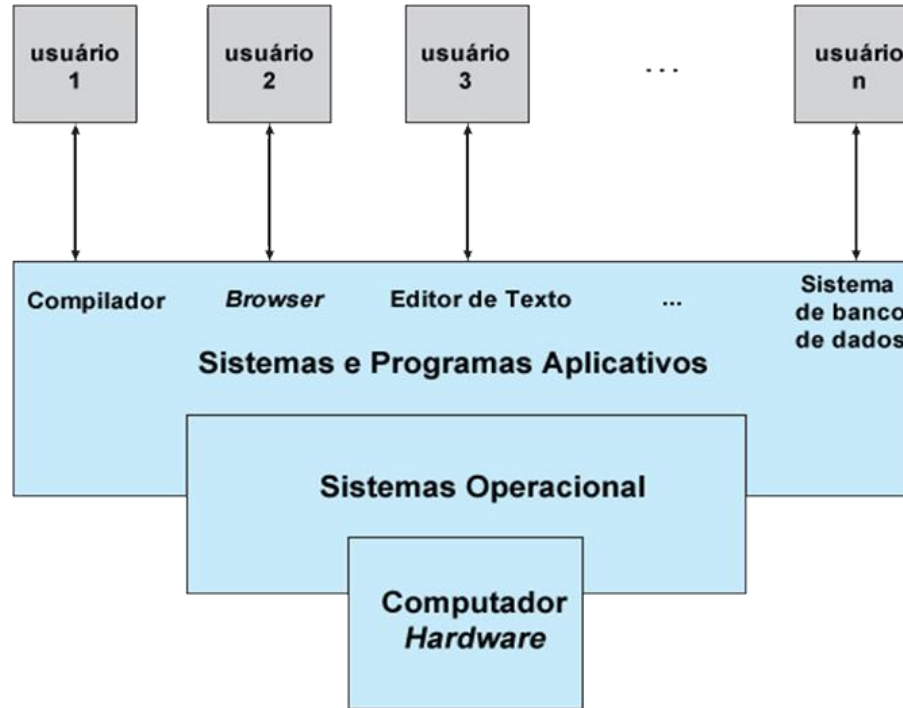 usuário
1
usuário
2
usuário
3
. . .
usuário
n
Compilador
Browser
Editor de Texto
...
Sistema
de banco
de dados
Sistemas e Programas Aplicativos
Sistemas Operacional
Computador
Hardware